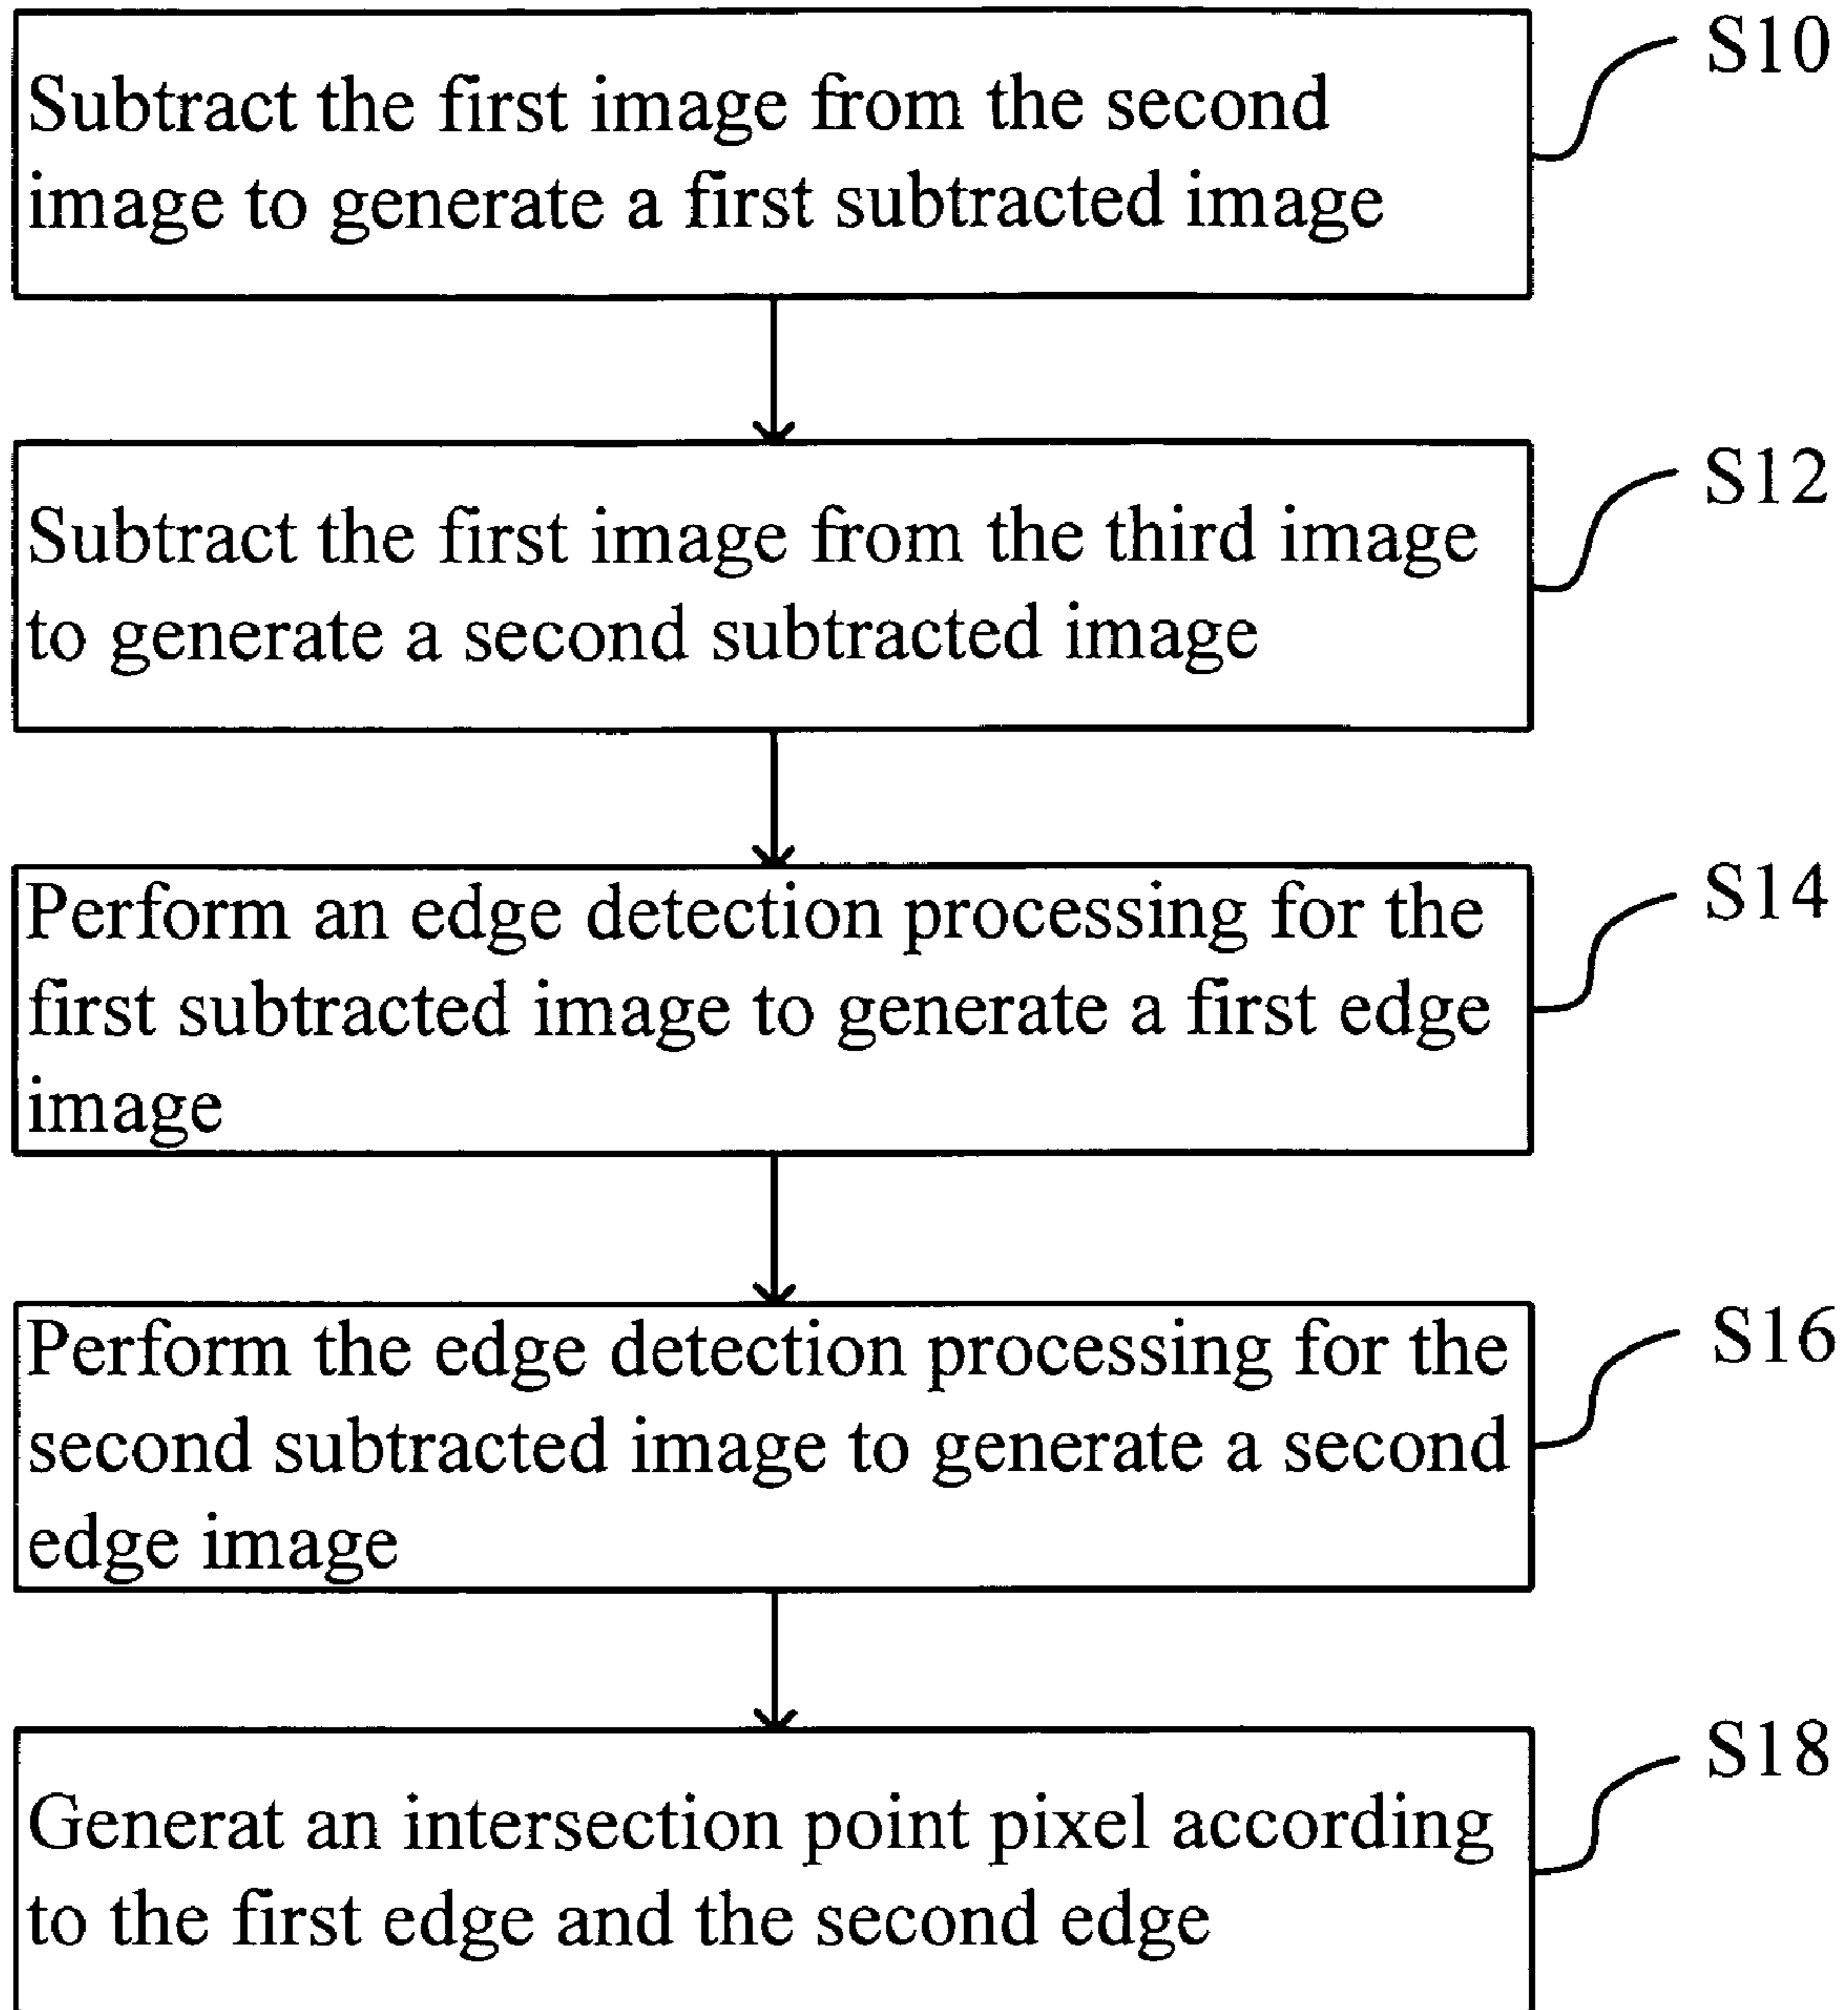 Subtract the first image from the second
image to generate a first subtracted image
S10
Subtract the first image from the third image
to generate a second subtracted image
S12
Perform an edge detection processing for the
first subtracted image to generate a first edge
image
S14
Perform the edge detection processing for the
second subtracted image to generate a second
edge image
S16
Generat an intersection point pixel according
to the first edge and the second edge
S18